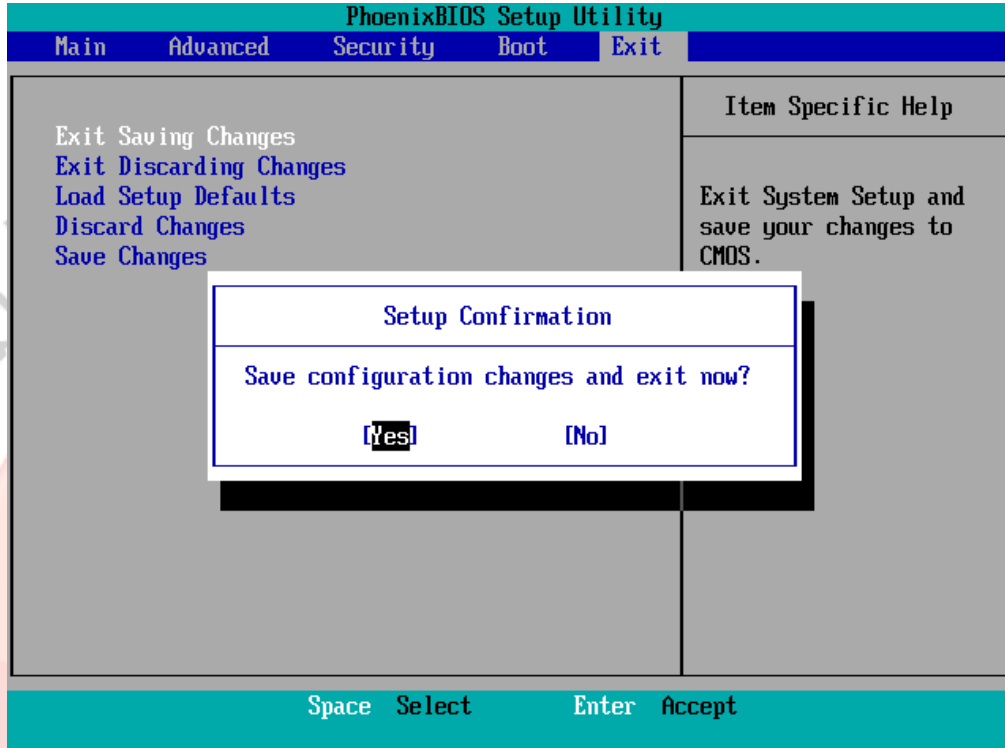 PhoenixBIOS Setup Utility
Main Advanced Security Boot Exit
Item Specific Help
Exit Saving Changes
Exit Discarding Changes
Load Setup Defaults
Discard Changes
Save Changes
Exit System Setup and
save your changes to
CMOS.
Setup Confirmation
Save configuration changes and exit now?
[Yes] [No]
Space Select Enter Accept